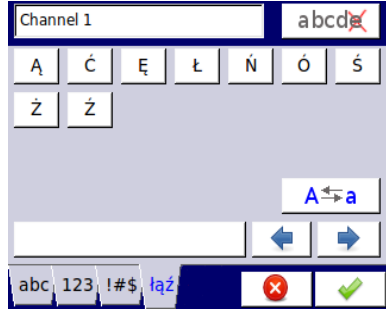 Channel 1 abcde
Ą Ć Ę Ł Ń Ó Ś
Ż Ź
A a
abc 123 !#$ łąź